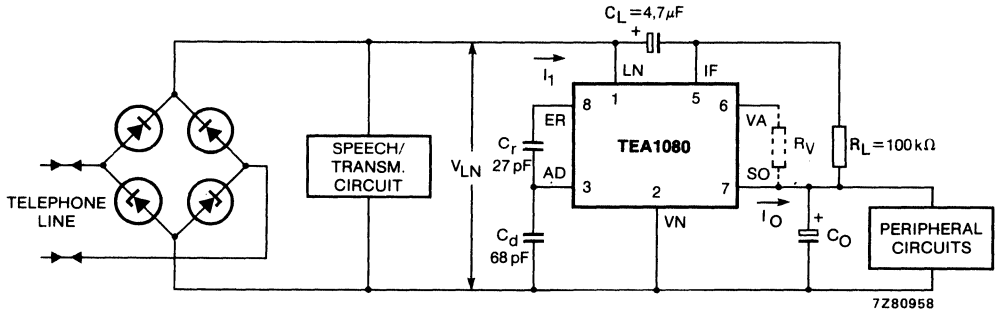 C_L=4,7μF
+
I_1
LN
IF
8
1
5
6
ER
VA
TEA1080
C_r
27 pF
R_V
R_L=100kΩ
SPEECH/
TRANSM.
CIRCUIT
V_LN
AD
SO
3
2
7
VN
I_O
+
C_O
TELEPHONE
LINE
C_d
68 pF
PERIPHERAL
CIRCUITS
7Z80958